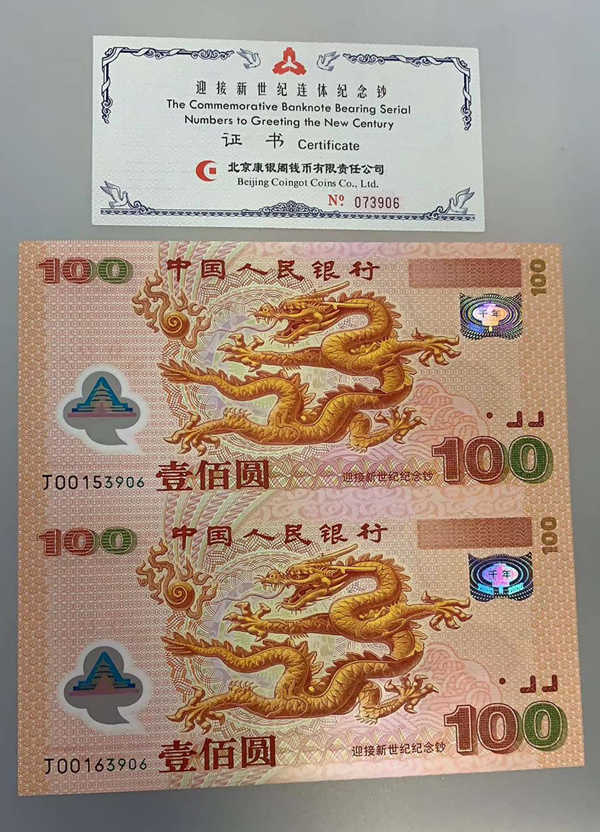 迎接新世纪连体纪念钞
The Commemorative Banknote Bearing Serial
Numbers to Greeting the New Century
证 书 Certificate
北京康银阁钱币有限责任公司
Beijing Coingot Coins Co., Ltd.
Nº 073906
100 中国人民银行 100
千年
J00153906 壹佰圆 迎接新世纪纪念钞 100
100 中国人民银行 100
千年
J00163906 壹佰圆 迎接新世纪纪念钞 100